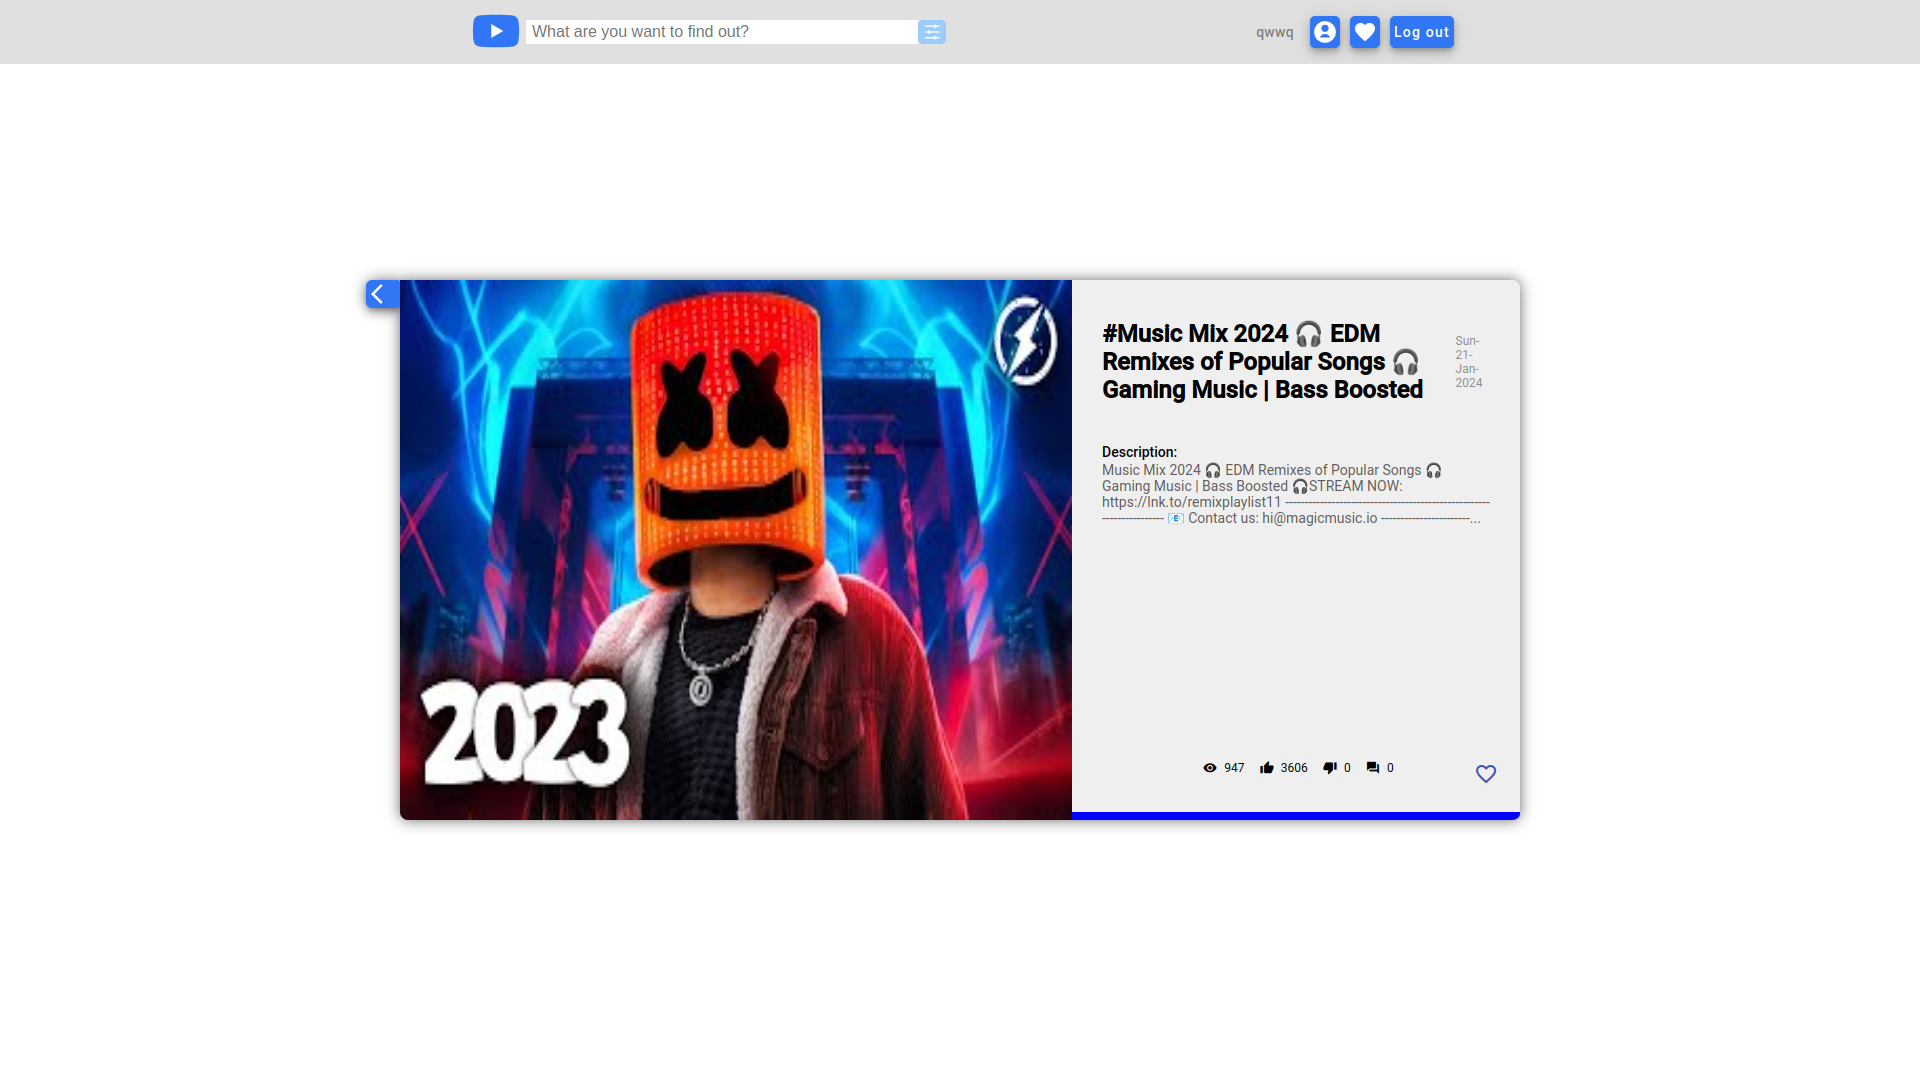 What are you want to find out?
qwwq
Log out
#Music Mix 2024 🎧 EDM
Remixes of Popular Songs 🎧
Gaming Music | Bass Boosted
Sun-
21-
Jan-
2024
Description:
Music Mix 2024 🎧 EDM Remixes of Popular Songs 🎧
Gaming Music | Bass Boosted 🎧STREAM NOW:
https://lnk.to/remixplaylist11 -----------------------------------------------------
---------------- 📧 Contact us: hi@magicmusic.io -----------------------...
2023
947 3606 0 0